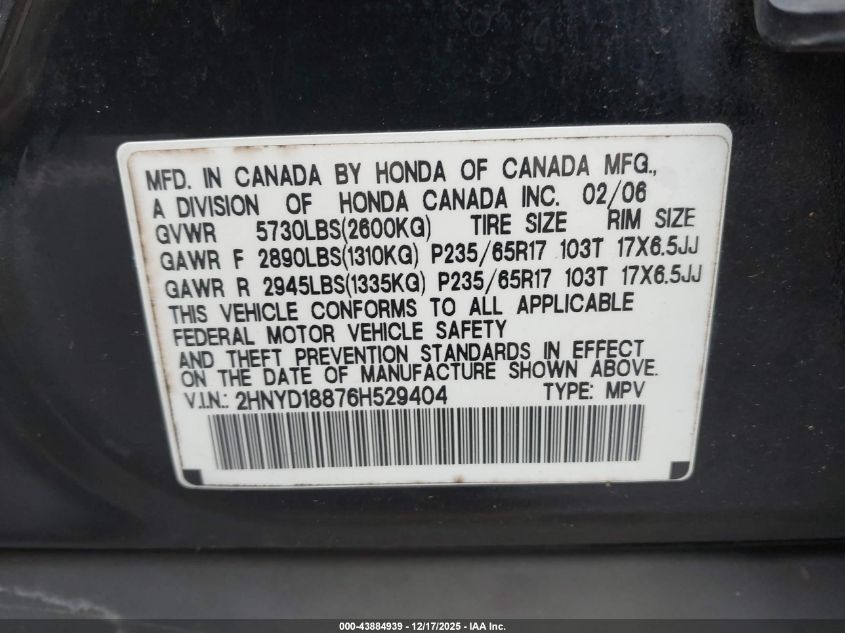 MFD. IN CANADA BY HONDA OF CANADA MFG.,
A DIVISION OF HONDA CANADA INC. 02/06
GVWR 5730LBS(2600KG) TIRE SIZE RIM SIZE
GAWR F 2890LBS(1310KG) P235/65R17 103T 17X6.5JJ
GAWR R 2945LBS(1335KG) P235/65R17 103T 17X6.5JJ
THIS VEHICLE CONFORMS TO ALL APPLICABLE
FEDERAL MOTOR VEHICLE SAFETY
AND THEFT PREVENTION STANDARDS IN EFFECT
ON THE DATE OF MANUFACTURE SHOWN ABOVE.
V.I.N.: 2HNYD18876H529404 TYPE: MPV
000-43884939 - 12/17/2025 - IAA Inc.